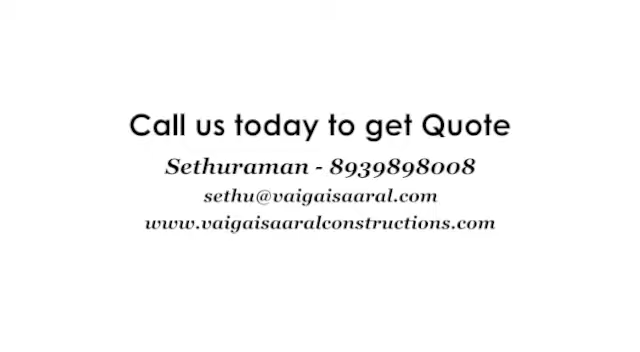 Call us today to get Quote
Sethuraman - 8939898008
sethu@vaigaisaaral.com
www.vaigaisaaralconstructions.com